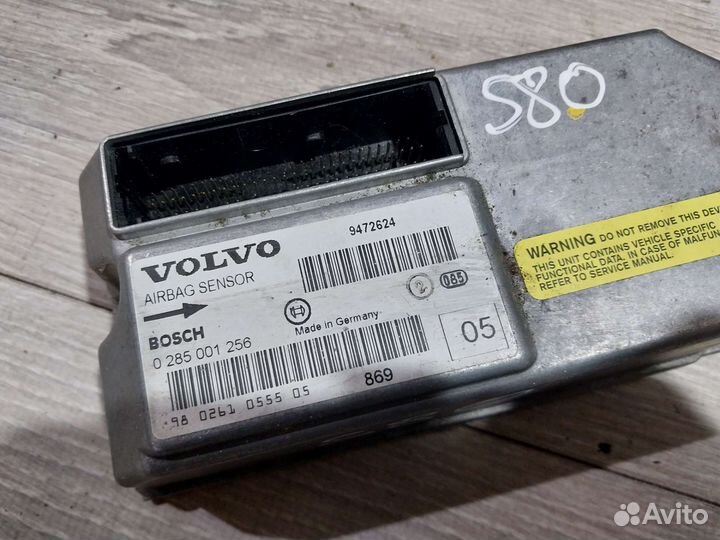 S80
VOLVO
9472624
AIRBAG SENSOR
2
085
BOSCH
Made in Germany
0 285 001 256
05
98 0261 0555 05
869
WARNING DO NOT REMOVE THIS DEV
THIS UNIT CONTAINS VEHICLE SPECIFIC
FUNCTIONAL DATA. IN CASE OF MALFUN
REFER TO SERVICE MANUAL.
Avito